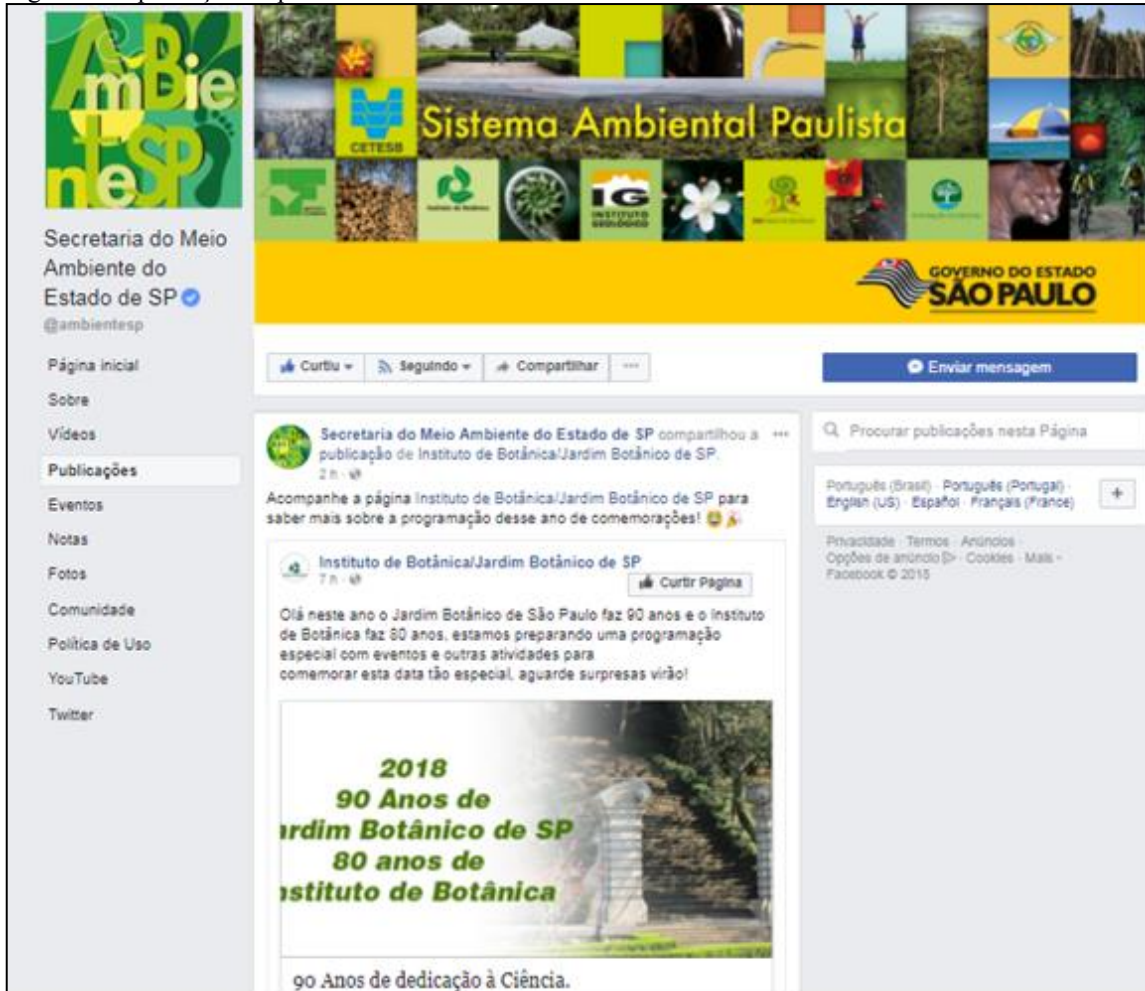 AmBie
nteSP
Secretaria do Meio
Ambiente do
Estado de SP
@ambientesp
Página inicial
Sobre
Vídeos
Publicações
Eventos
Notas
Fotos
Comunidade
Política de Uso
YouTube
Twitter
CETESB
Sistema Ambiental Paulista
Instituto de Botânica
IG
INSTITUTO
GEOLÓGICO
GOVERNO DO ESTADO
SÃO PAULO
Curtiu
Seguindo
Compartilhar
Enviar mensagem
Secretaria do Meio Ambiente do Estado de SP compartilhou a
publicação de Instituto de Botânica/Jardim Botânico de SP.
2 h
Acompanhe a página Instituto de Botânica/Jardim Botânico de SP para
saber mais sobre a programação desse ano de comemorações!
Instituto de Botânica/Jardim Botânico de SP
7 h
Curtir Página
Olá neste ano o Jardim Botânico de São Paulo faz 90 anos e o Instituto
de Botânica faz 80 anos, estamos preparando uma programação
especial com eventos e outras atividades para
comemorar esta data tão especial, aguarde surpresas virão!
2018
90 Anos de
ardim Botânico de SP
80 anos de
nstituto de Botânica
90 Anos de dedicação à Ciência.
Procurar publicações nesta Página
Português (Brasil) · Português (Portugal) ·
English (US) · Español · Français (France)
+
Privacidade · Termos · Anúncios ·
Opções de anúncio · Cookies · Mais
Facebook © 2015